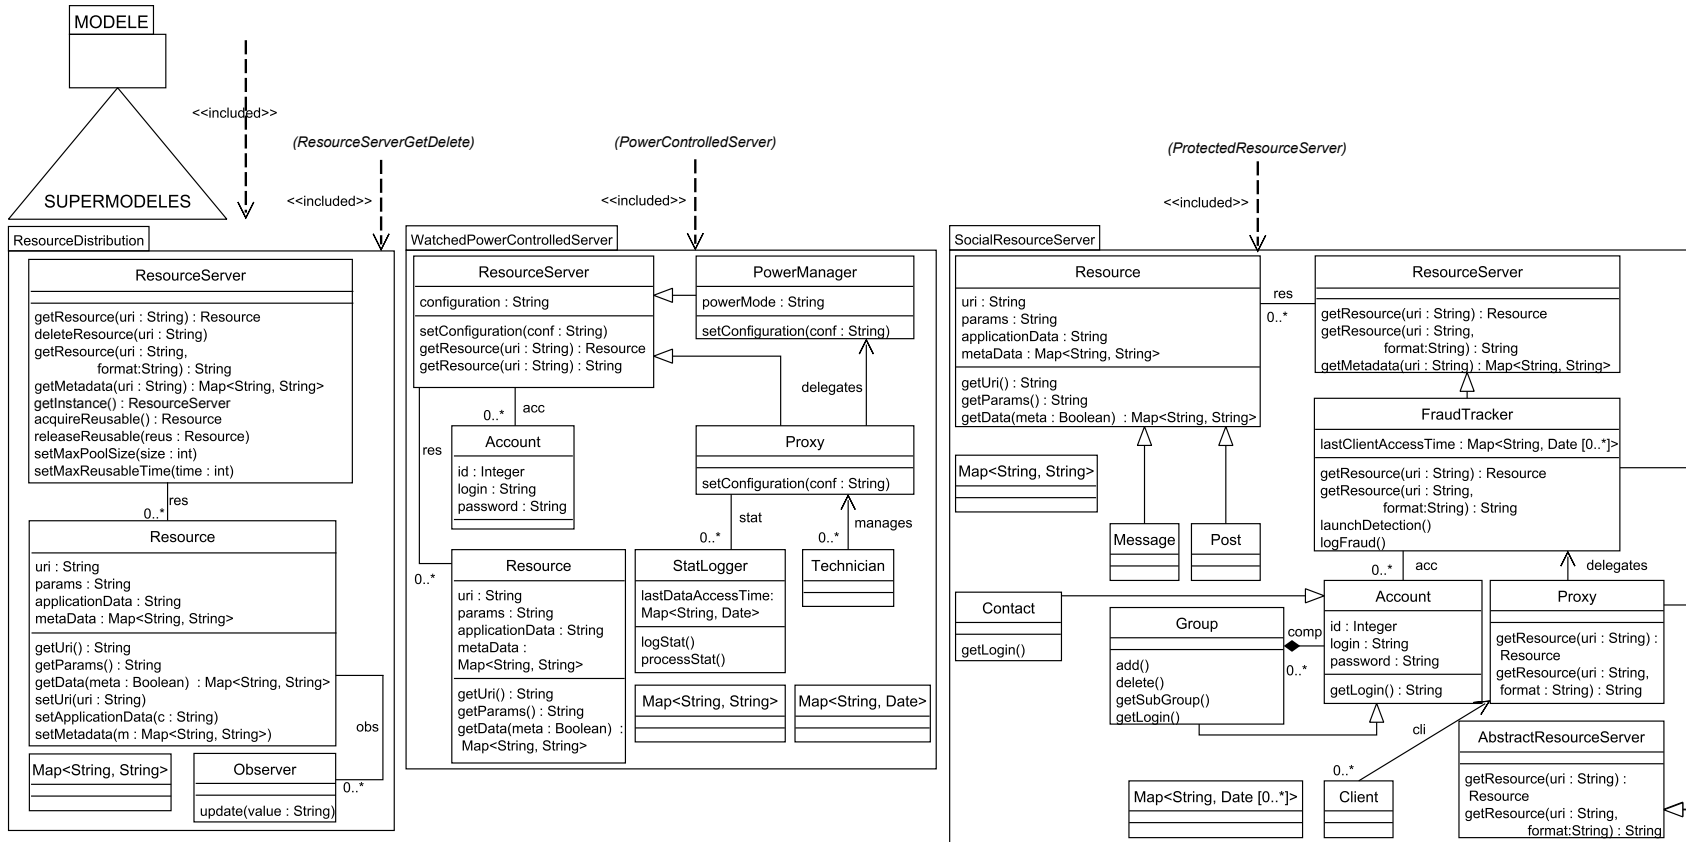 MODELE
SUPERMODELES
<<included>>
(ResourceServerGetDelete)
<<included>>
(PowerControlledServer)
<<included>>
(ProtectedResourceServer)
<<included>>
ResourceDistribution
ResourceServer
getResource(uri : String) : Resource
deleteResource(uri : String)
getResource(uri : String,
format:String) : String
getMetadata(uri : String) : Map<String, String>
getInstance() : ResourceServer
acquireReusable() : Resource
releaseReusable(reus : Resource)
setMaxPoolSize(size : int)
setMaxReusableTime(time : int)
res
0..*
Resource
uri : String
params : String
applicationData : String
metaData : Map<String, String>
getUri() : String
getParams() : String
getData(meta : Boolean) : Map<String, String>
setUri(uri : String)
setApplicationData(c : String)
setMetadata(m : Map<String, String>)
obs
0..*
Map<String, String>
Observer
update(value : String)
WatchedPowerControlledServer
ResourceServer
configuration : String
setConfiguration(conf : String)
getResource(uri : String) : Resource
getResource(uri : String) : String
PowerManager
powerMode : String
setConfiguration(conf : String)
delegates
0..*
acc
res
0..*
Account
id : Integer
login : String
password : String
Proxy
setConfiguration(conf : String)
stat
0..*
manages
0..*
Resource
uri : String
params : String
applicationData : String
metaData :
Map<String, String>
getUri() : String
getParams() : String
getData(meta : Boolean) :
Map<String, String>
StatLogger
lastDataAccessTime:
Map<String, Date>
logStat()
processStat()
Technician
Map<String, String>
Map<String, Date>
SocialResourceServer
Resource
uri : String
params : String
applicationData : String
metaData : Map<String, String>
getUri() : String
getParams() : String
getData(meta : Boolean) : Map<String, String>
res
0..*
ResourceServer
getResource(uri : String) : Resource
getResource(uri : String,
format:String) : String
getMetadata(uri : String) : Map<String, String>
FraudTracker
lastClientAccessTime : Map<String, Date [0..*]>
getResource(uri : String) : Resource
getResource(uri : String,
format:String) : String
launchDetection()
logFraud()
Map<String, String>
Message
Post
0..*
acc
delegates
Contact
getLogin()
Group
add()
delete()
getSubGroup()
getLogin()
comp
0..*
Account
id : Integer
login : String
password : String
getLogin() : String
Proxy
getResource(uri : String) :
Resource
getResource(uri : String,
format : String) : String
cli
0..*
Map<String, Date [0..*]>
Client
AbstractResourceServer
getResource(uri : String) :
Resource
getResource(uri : String,
format:String) : String